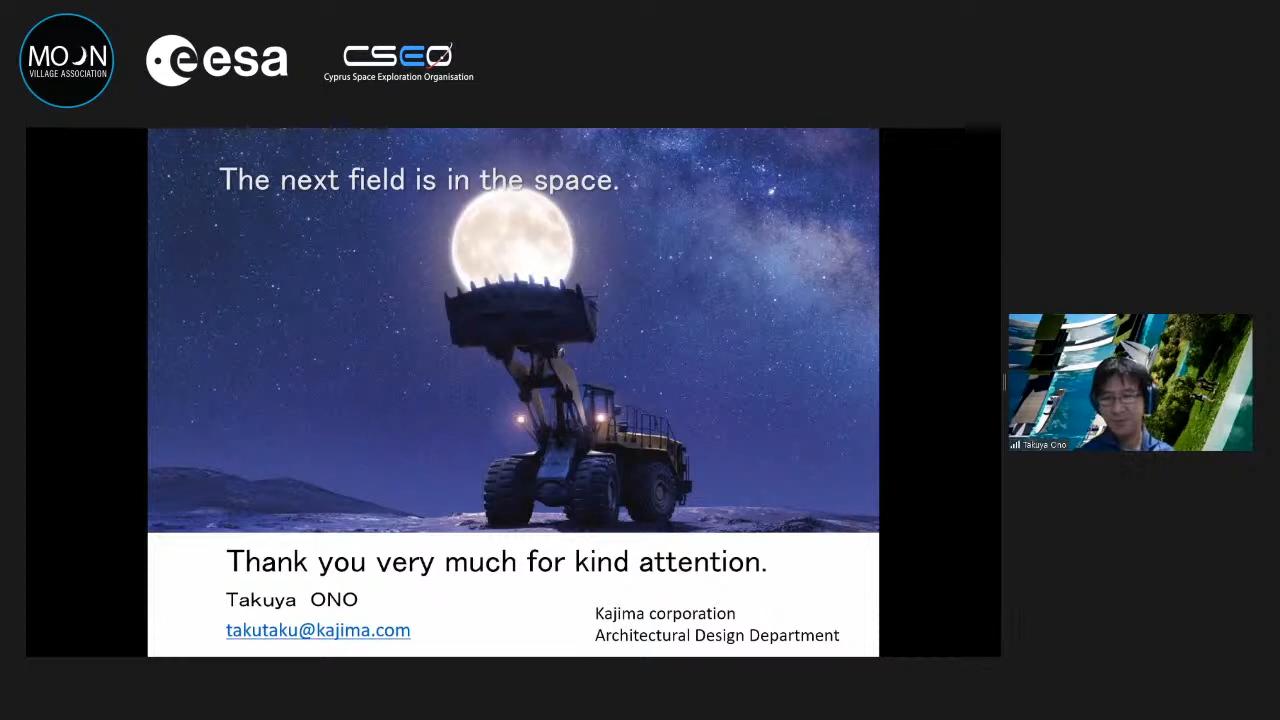 MOON
VILLAGE ASSOCIATION
esa
CSEO
Cyprus Space Exploration Organisation
The next field is in the space.
Takuya Ono
Thank you very much for kind attention.
Takuya ONO
takutaku@kajima.com
Kajima corporation
Architectural Design Department